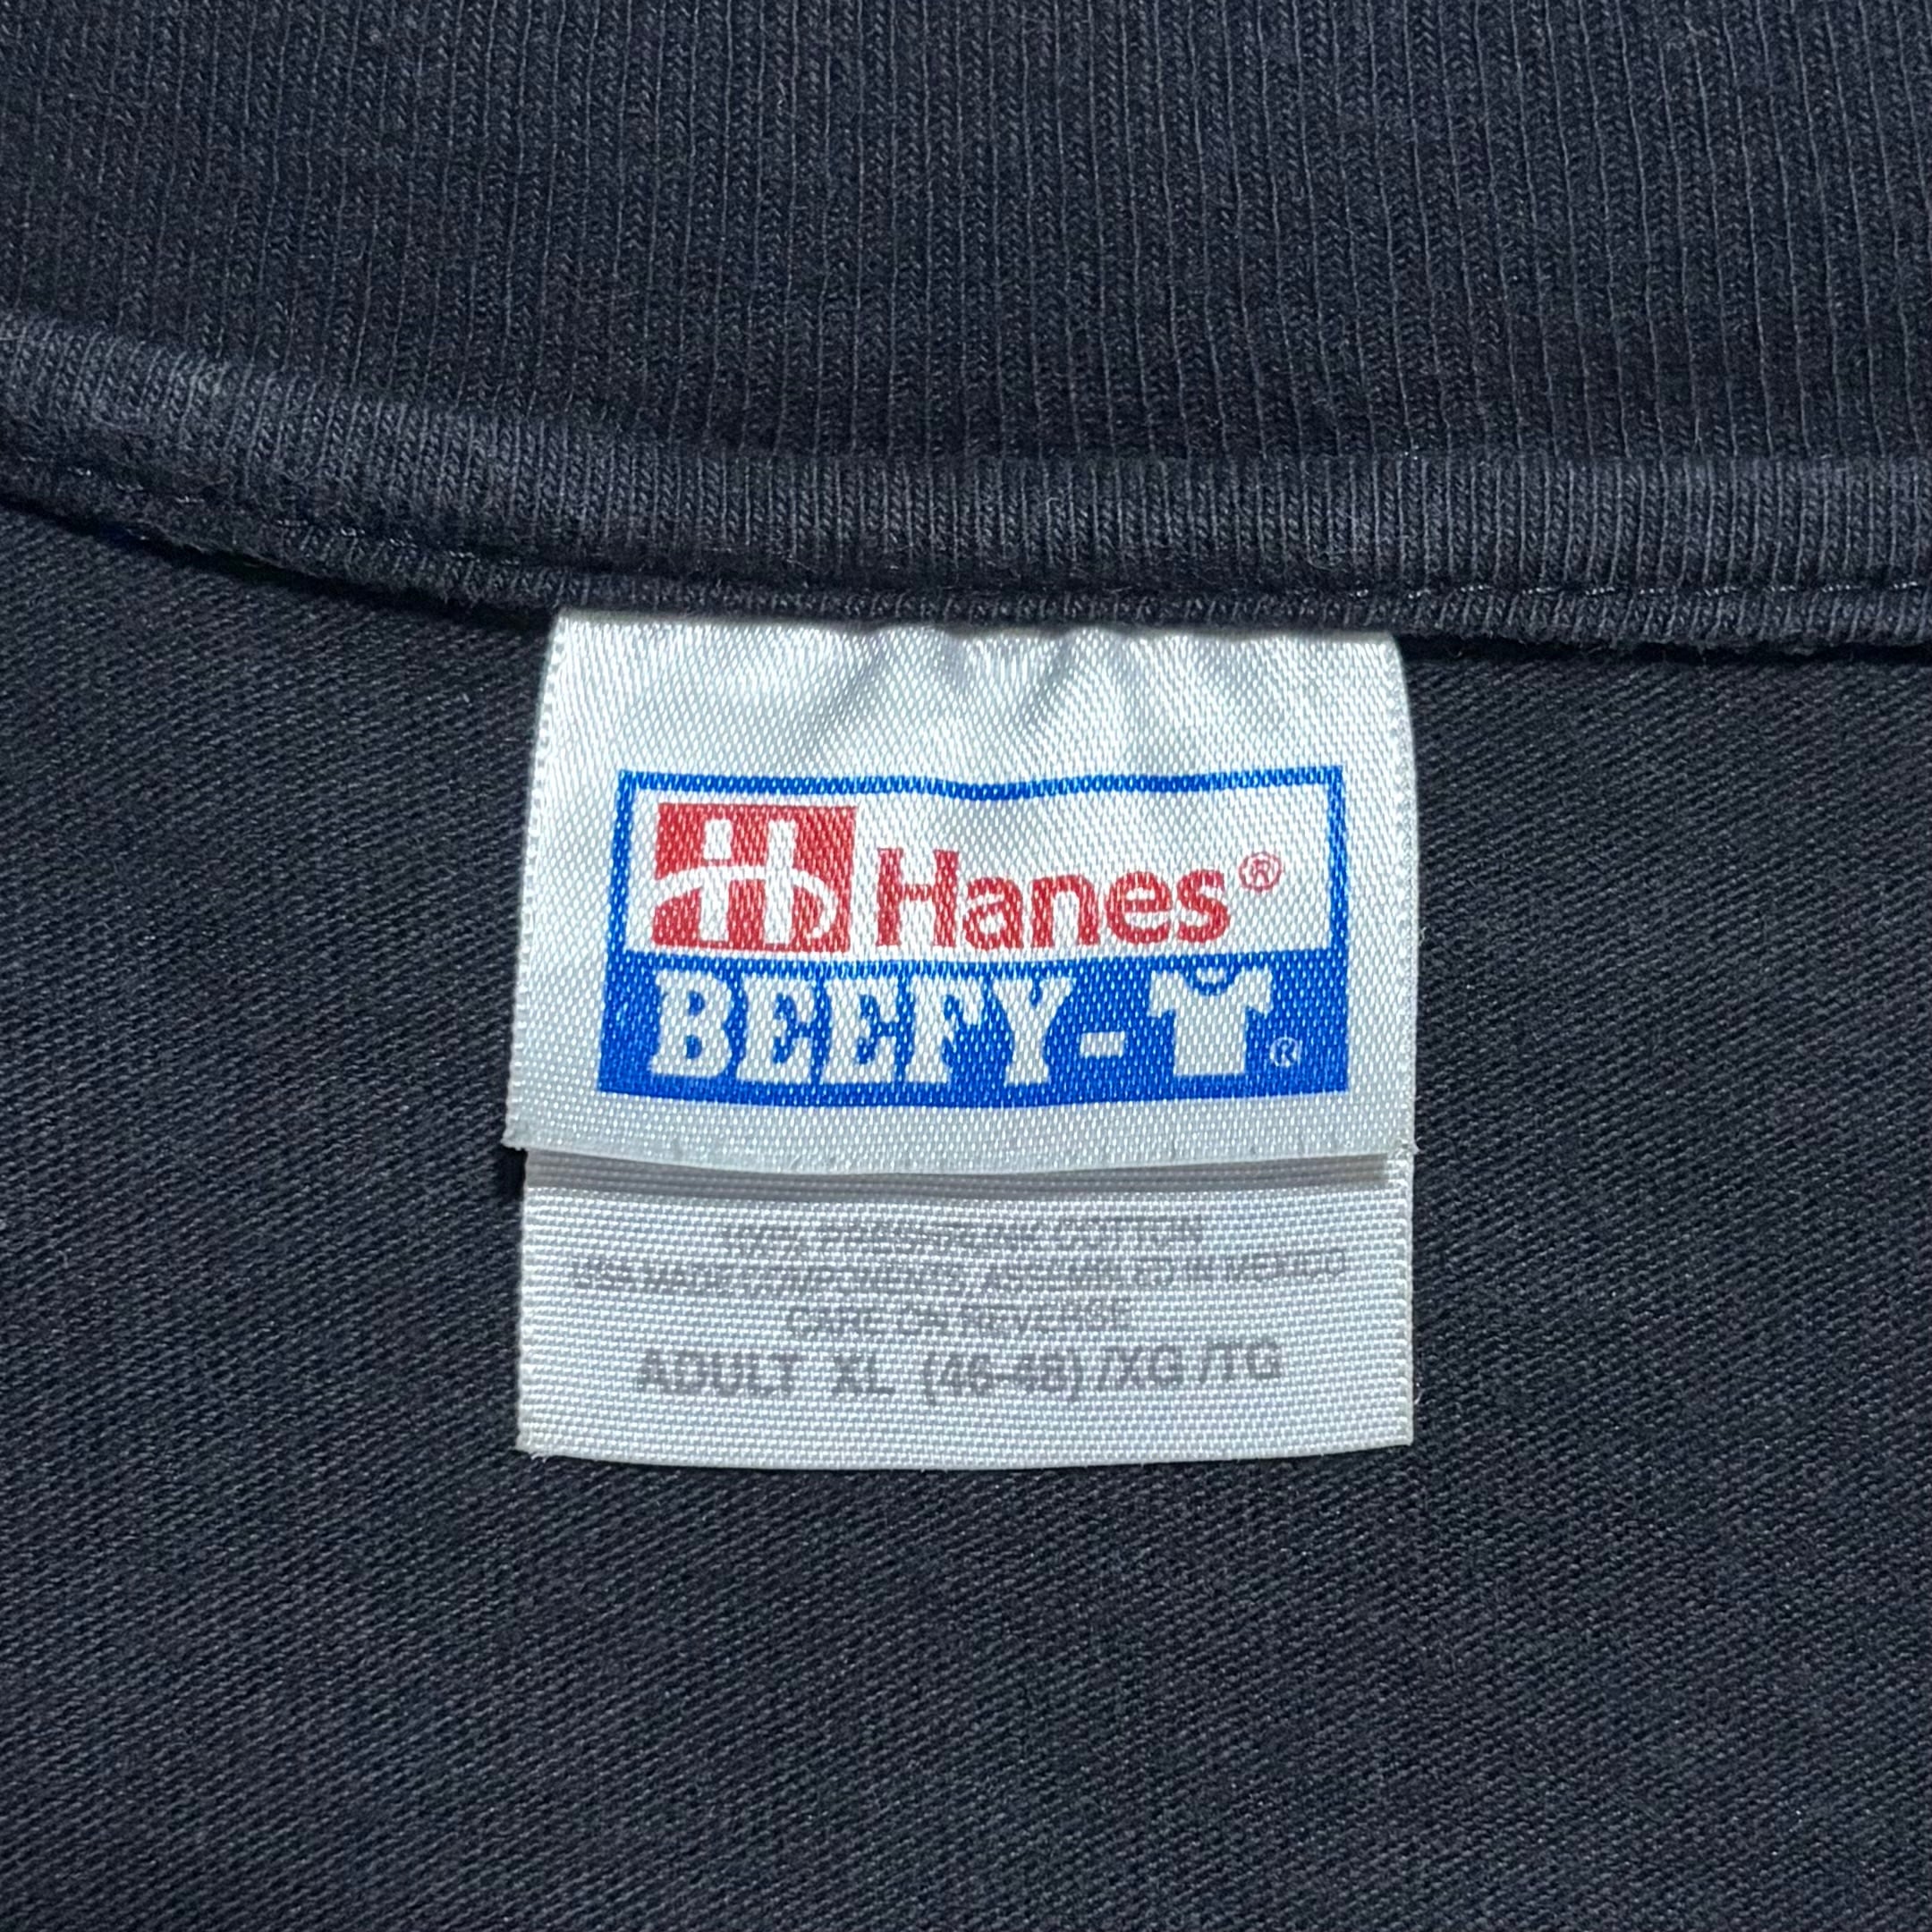 H Hanes®
BEEFY-T®
100% PRESHRUNK COTTON
USA MADE COMPONENTS/ASSEMBLED IN MEXICO
CARE ON REVERSE
ADULT XL (46-48)/XG/TG